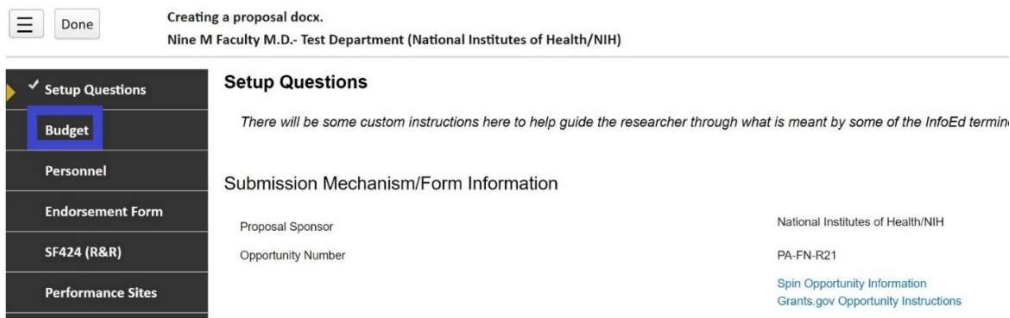 Done
Creating a proposal docx.
Nine M Faculty M.D.- Test Department (National Institutes of Health/NIH)
Setup Questions
Budget
Personnel
Endorsement Form
SF424 (R&R)
Performance Sites
Setup Questions
There will be some custom instructions here to help guide the researcher through what is meant by some of the InfoEd
Submission Mechanism/Form Information
Proposal Sponsor
National Institutes of Health/NIH
Opportunity Number
PA-FN-R21
Spin Opportunity Information
Grants.gov Opportunity Instructions